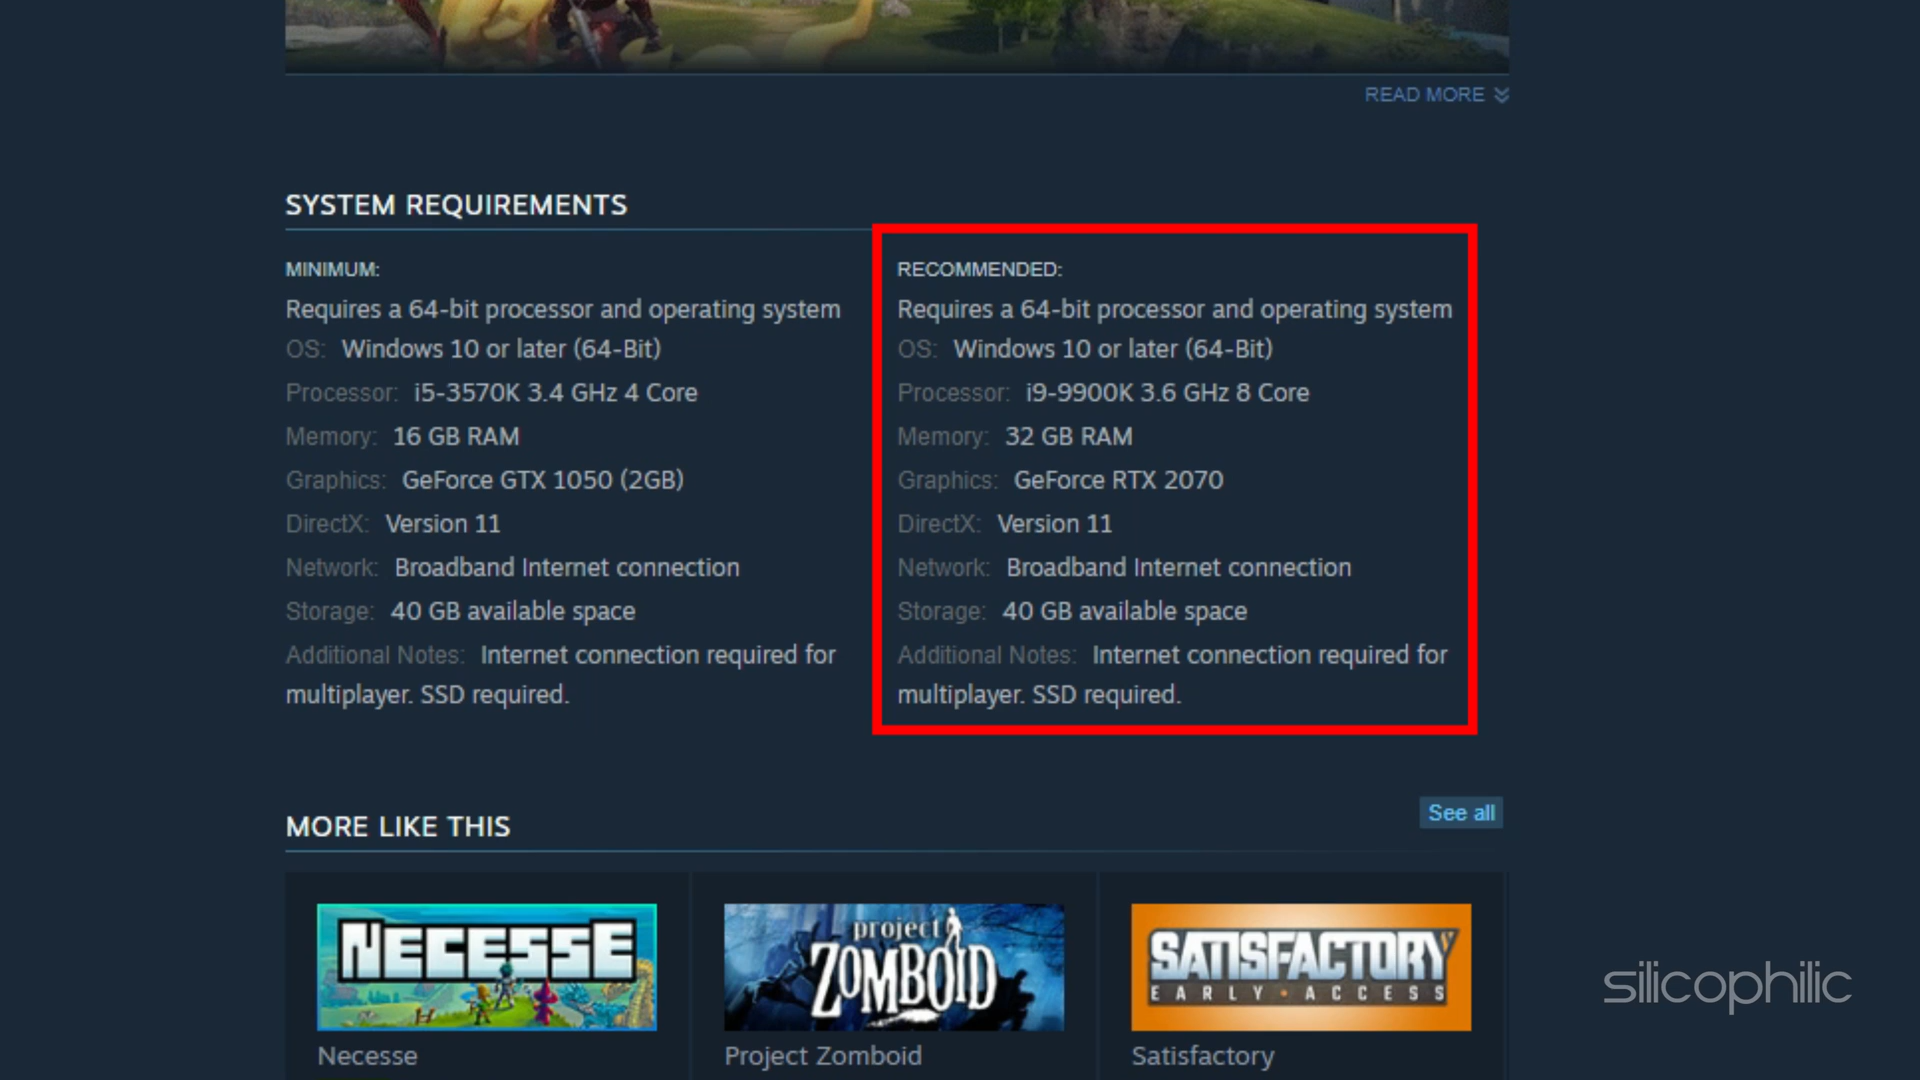 READ MORE
SYSTEM REQUIREMENTS
MINIMUM:
Requires a 64-bit processor and operating system
OS: Windows 10 or later (64-Bit)
Processor: i5-3570K 3.4 GHz 4 Core
Memory: 16 GB RAM
Graphics: GeForce GTX 1050 (2GB)
DirectX: Version 11
Network: Broadband Internet connection
Storage: 40 GB available space
Additional Notes: Internet connection required for
multiplayer. SSD required.
RECOMMENDED:
Requires a 64-bit processor and operating system
OS: Windows 10 or later (64-Bit)
Processor: i9-9900K 3.6 GHz 8 Core
Memory: 32 GB RAM
Graphics: GeForce RTX 2070
DirectX: Version 11
Network: Broadband Internet connection
Storage: 40 GB available space
Additional Notes: Internet connection required for
multiplayer. SSD required.
MORE LIKE THIS
See all
NECESSE
Necesse
project
ZOMBOID
Project Zomboid
SATISFACTORY
EARLY • ACCESS
Satisfactory
silicophilic